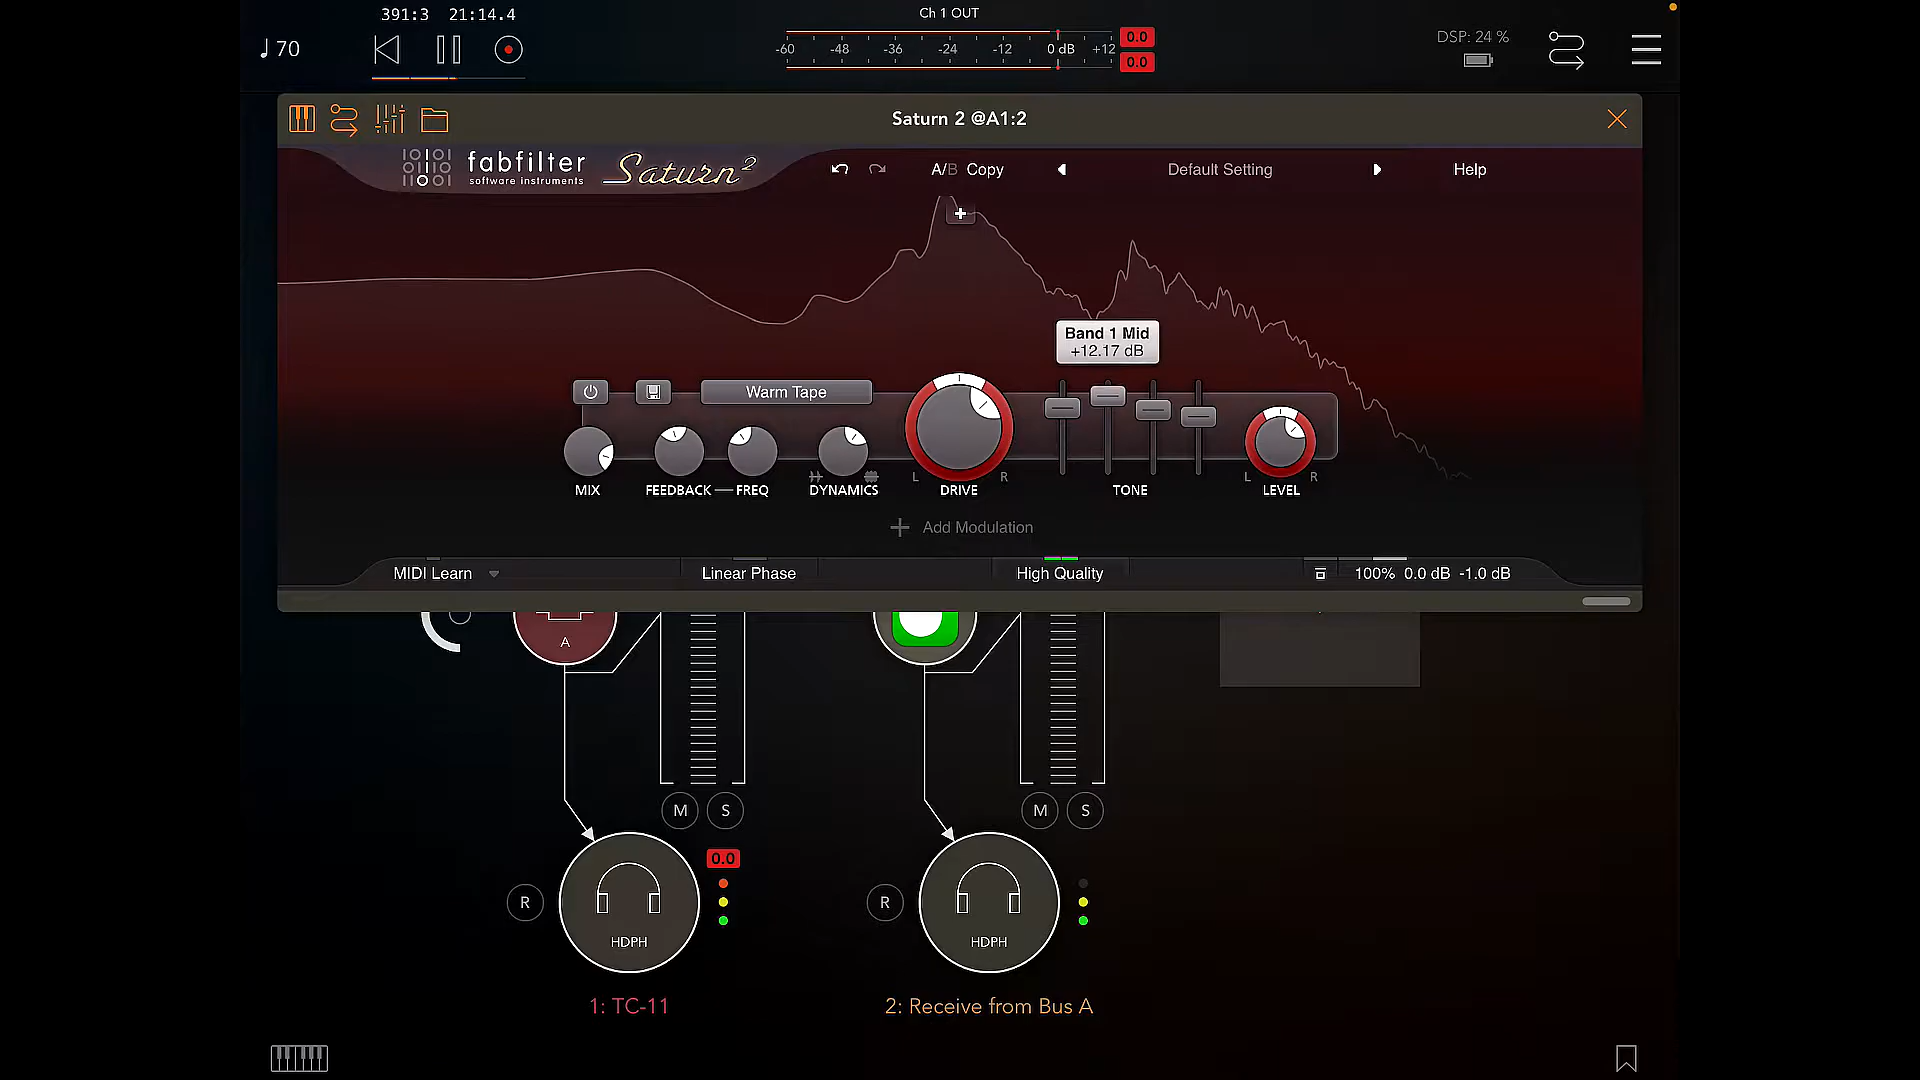 391:3 21:14.4
Ch 1 OUT
70
-60 -48 -36 -24 -12 0 dB +12
0.0
0.0
DSP: 24 %
Saturn 2 @A1:2
fabfilter
software instruments
Saturn 2
A/B Copy
Default Setting
Help
Band 1 Mid
+12.17 dB
Warm Tape
L R
L R
MIX
FEEDBACK
FREQ
DYNAMICS
DRIVE
TONE
LEVEL
Add Modulation
MIDI Learn
Linear Phase
High Quality
100% 0.0 dB -1.0 dB
A
M S
M S
0.0
R
HDPH
R
HDPH
1: TC-11
2: Receive from Bus A